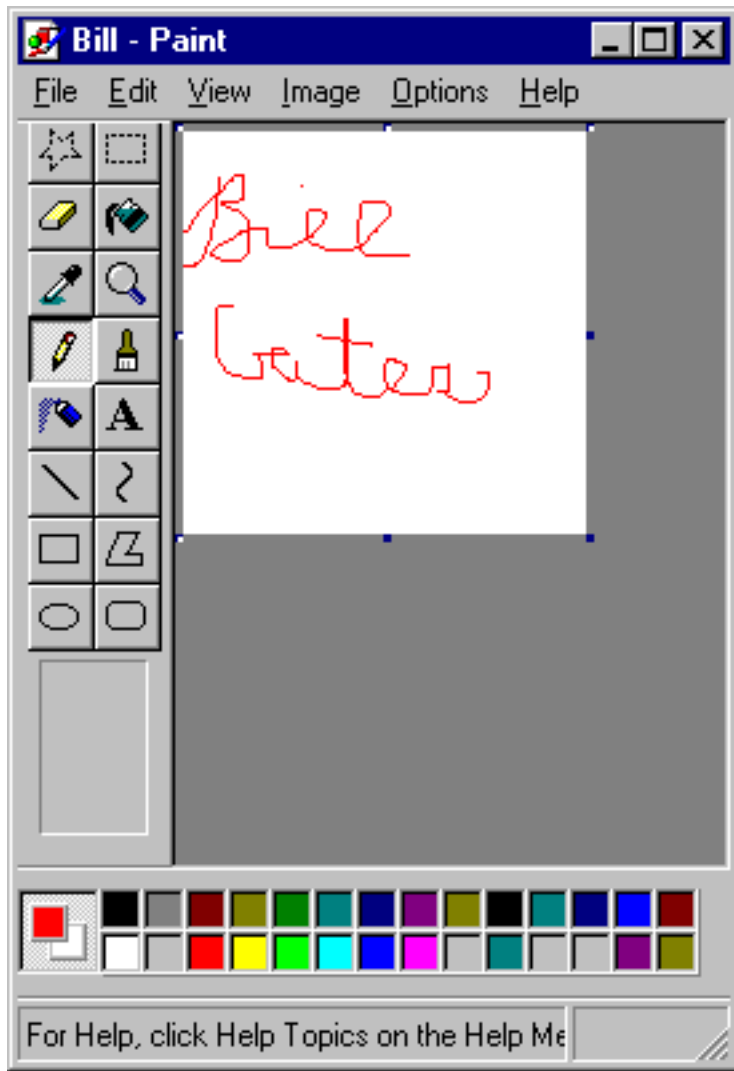 Bill - Paint
File Edit View Image Options Help
Bill
Gates
A
For Help, click Help Topics on the Help Me